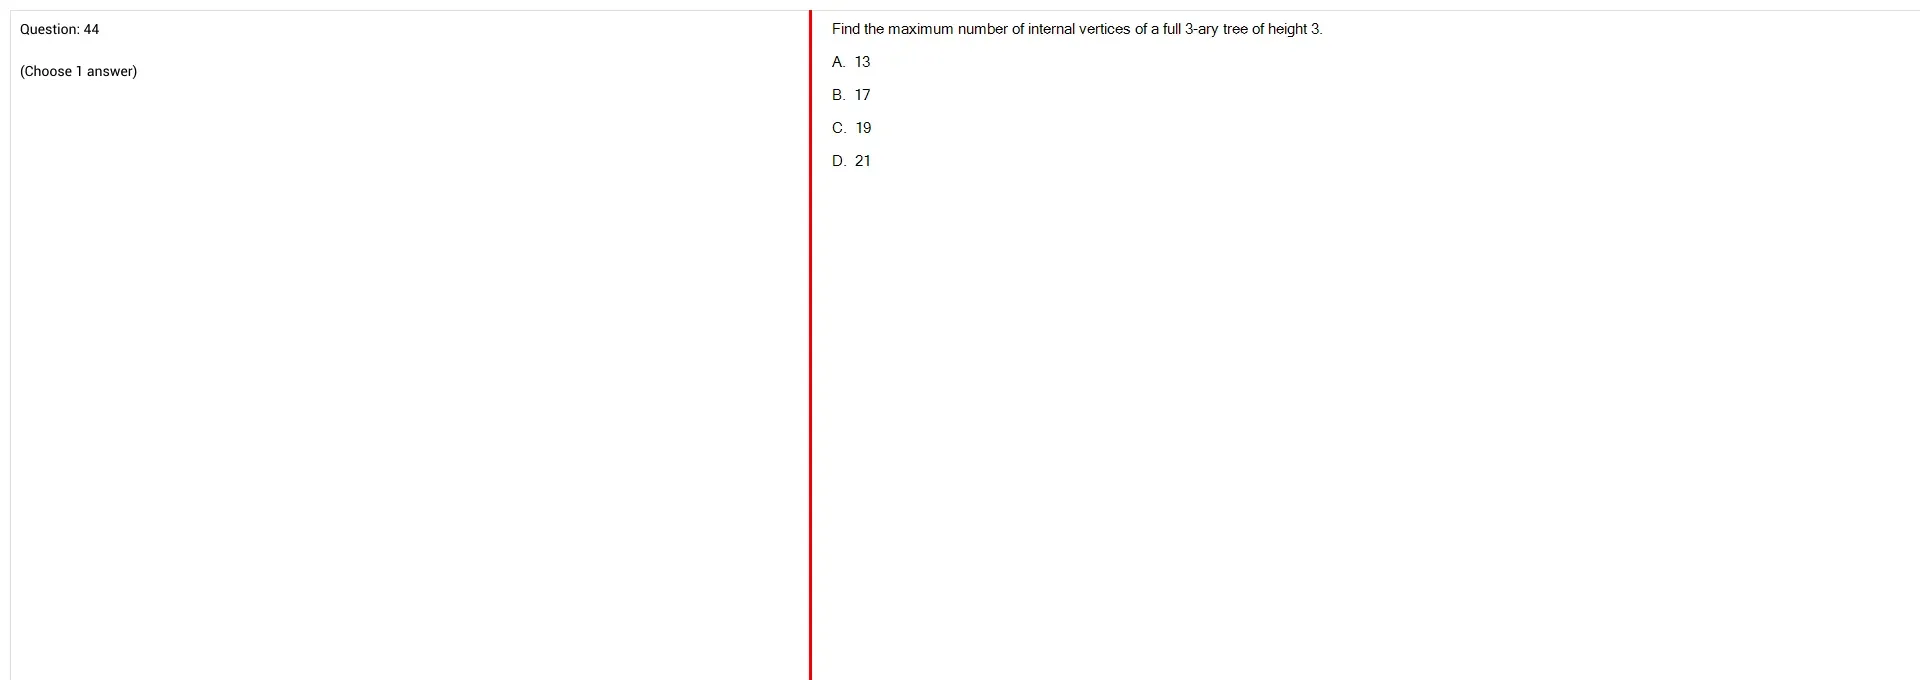 Question: 44
(Choose 1 answer)
Find the maximum number of internal vertices of a full 3-ary tree of height 3.
A. 13
B. 17
C. 19
D. 21